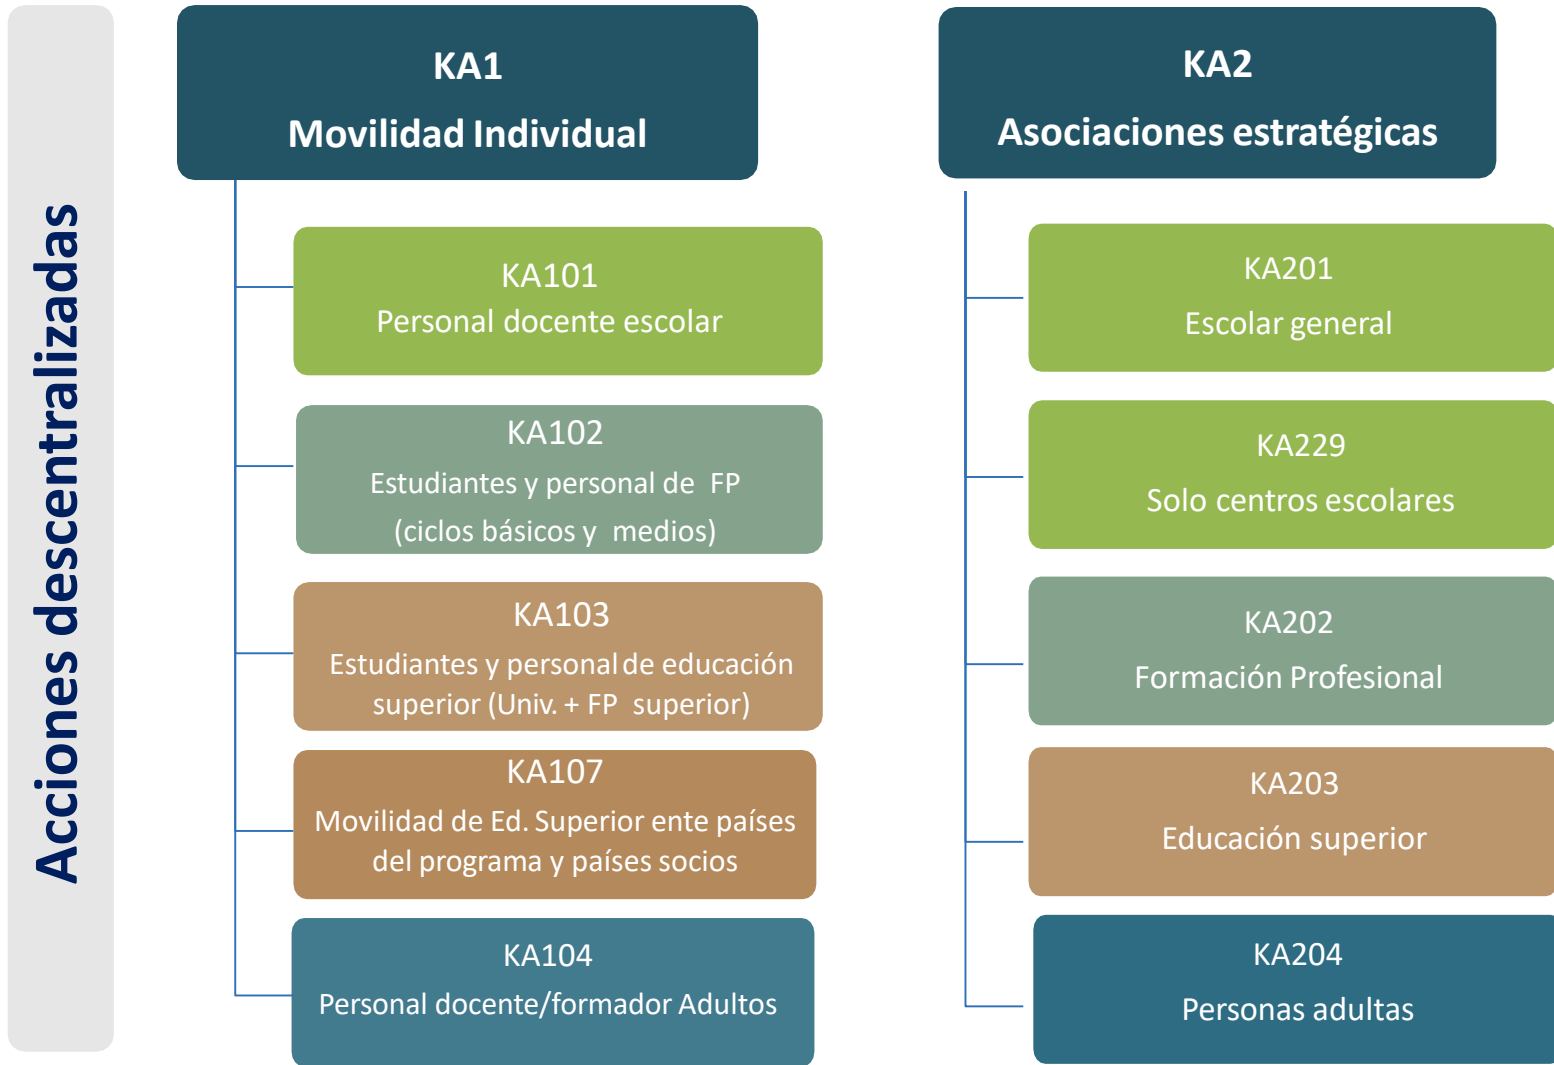 Acciones descentralizadas
KA1
Movilidad Individual
KA101
Personal docente escolar
KA102
Estudiantes y personal de FP
(ciclos básicos y medios)
KA103
Estudiantes y personal de educación
superior (Univ. + FP superior)
KA107
Movilidad de Ed. Superior ente países
del programa y países socios
KA104
Personal docente/formador Adultos
KA2
Asociaciones estratégicas
KA201
Escolar general
KA229
Solo centros escolares
KA202
Formación Profesional
KA203
Educación superior
KA204
Personas adultas